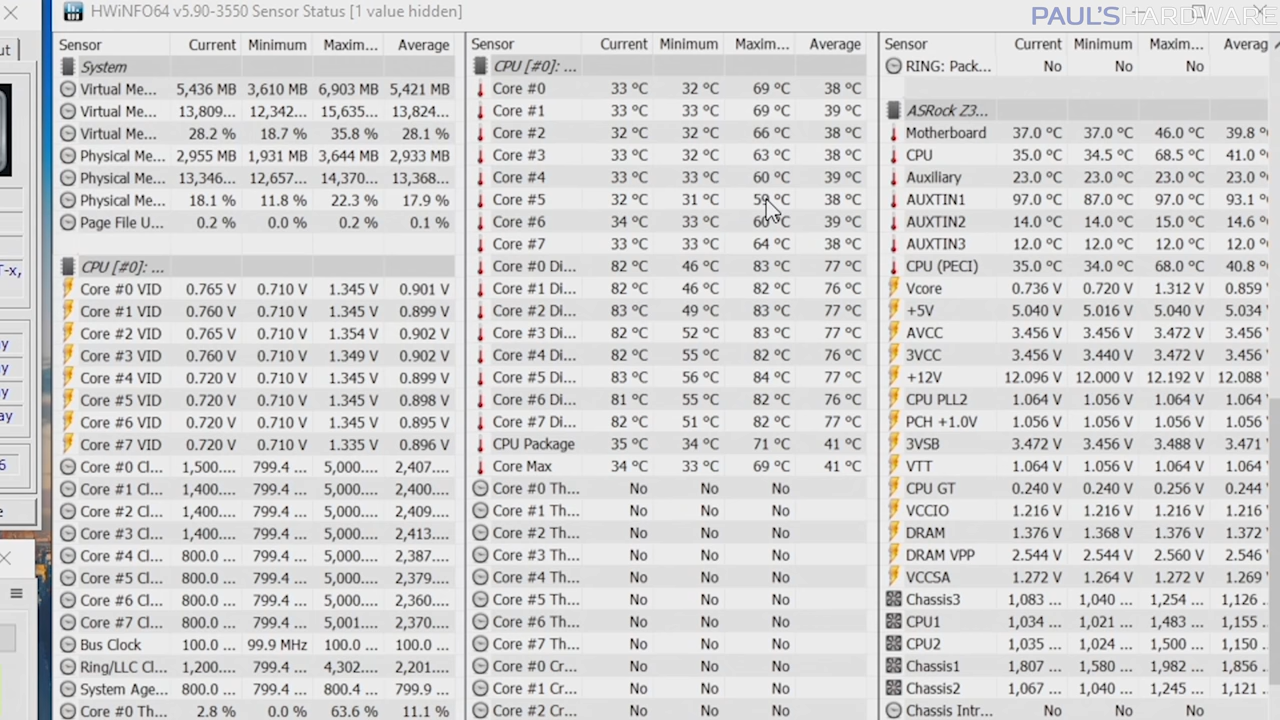 HWiNFO64 v5.90-3550 Sensor Status [1 value hidden]
PAUL'SHARDWARE
Sensor Current Minimum Maxim... Average
System
Virtual Me... 5,436 MB 3,610 MB 6,903 MB 5,421 MB
Virtual Me... 13,809... 12,342... 15,635... 13,824...
Virtual Me... 28.2 % 18.7 % 35.8 % 28.1 %
Physical Me... 2,955 MB 1,931 MB 3,644 MB 2,933 MB
Physical Me... 13,346... 12,657... 14,370... 13,368...
Physical Me... 18.1 % 11.8 % 22.3 % 17.9 %
Page File U... 0.2 % 0.0 % 0.2 % 0.1 %
CPU [#0]: ...
Core #0 VID 0.765 V 0.710 V 1.345 V 0.901 V
Core #1 VID 0.760 V 0.710 V 1.345 V 0.899 V
Core #2 VID 0.765 V 0.710 V 1.354 V 0.902 V
Core #3 VID 0.760 V 0.710 V 1.349 V 0.902 V
Core #4 VID 0.720 V 0.710 V 1.345 V 0.899 V
Core #5 VID 0.720 V 0.710 V 1.345 V 0.898 V
Core #6 VID 0.720 V 0.710 V 1.345 V 0.895 V
Core #7 VID 0.720 V 0.710 V 1.335 V 0.896 V
Core #0 Cl... 1,500.... 799.4 ... 5,000.... 2,407....
Core #1 Cl... 1,400.... 799.4 ... 5,000.... 2,400....
Core #2 Cl... 1,400.... 799.4 ... 5,000.... 2,409....
Core #3 Cl... 1,400.... 799.4 ... 5,000.... 2,413....
Core #4 Cl... 800.0 ... 799.4 ... 5,000.... 2,387....
Core #5 Cl... 800.0 ... 799.4 ... 5,000.... 2,379....
Core #6 Cl... 800.0 ... 799.4 ... 5,000.... 2,360....
Core #7 Cl... 800.0 ... 799.4 ... 5,001.... 2,370....
Bus Clock 100.0 ... 99.9 MHz 100.0 ... 100.0 ...
Ring/LLC Cl... 1,200.... 799.4 ... 4,302.... 2,201....
System Age... 800.0 ... 799.4 ... 800.4 ... 799.9 ...
Core #0 Th... 2.8 % 0.0 % 63.6 % 11.1 %
Sensor Current Minimum Maxim... Average
CPU [#0]: ...
Core #0 33 °C 32 °C 69 °C 38 °C
Core #1 33 °C 33 °C 69 °C 39 °C
Core #2 32 °C 32 °C 66 °C 38 °C
Core #3 33 °C 32 °C 63 °C 38 °C
Core #4 33 °C 33 °C 60 °C 39 °C
Core #5 32 °C 31 °C 59 °C 38 °C
Core #6 34 °C 33 °C 60 °C 39 °C
Core #7 33 °C 33 °C 64 °C 38 °C
Core #0 Di... 82 °C 46 °C 83 °C 77 °C
Core #1 Di... 82 °C 46 °C 82 °C 76 °C
Core #2 Di... 83 °C 49 °C 83 °C 77 °C
Core #3 Di... 82 °C 52 °C 83 °C 77 °C
Core #4 Di... 82 °C 55 °C 82 °C 76 °C
Core #5 Di... 83 °C 56 °C 84 °C 77 °C
Core #6 Di... 81 °C 55 °C 82 °C 76 °C
Core #7 Di... 82 °C 51 °C 82 °C 77 °C
CPU Package 35 °C 34 °C 71 °C 41 °C
Core Max 34 °C 33 °C 69 °C 41 °C
Core #0 Th... No No No
Core #1 Th... No No No
Core #2 Th... No No No
Core #3 Th... No No No
Core #4 Th... No No No
Core #5 Th... No No No
Core #6 Th... No No No
Core #7 Th... No No No
Core #0 Cr... No No No
Core #1 Cr... No No No
Core #2 Cr... No No No
Sensor Current Minimum Maxim... Averag
RING: Pack... No No No
ASRock Z3...
Motherboard 37.0 °C 37.0 °C 46.0 °C 39.8 °
CPU 35.0 °C 34.5 °C 68.5 °C 41.0 °
Auxiliary 23.0 °C 23.0 °C 23.0 °C 23.0 °
AUXTIN1 97.0 °C 87.0 °C 97.0 °C 93.1 °
AUXTIN2 14.0 °C 14.0 °C 15.0 °C 14.6 °
AUXTIN3 12.0 °C 12.0 °C 12.0 °C 12.0 °
CPU (PECI) 35.0 °C 34.0 °C 68.0 °C 40.8 °
Vcore 0.736 V 0.720 V 1.312 V 0.859
+5V 5.040 V 5.016 V 5.040 V 5.034
AVCC 3.456 V 3.456 V 3.472 V 3.456
3VCC 3.456 V 3.440 V 3.472 V 3.456
+12V 12.096 V 12.000 V 12.192 V 12.088
CPU PLL2 1.064 V 1.056 V 1.064 V 1.064
PCH +1.0V 1.056 V 1.056 V 1.056 V 1.056
3VSB 3.472 V 3.456 V 3.488 V 3.471
VTT 1.064 V 1.056 V 1.064 V 1.064
CPU GT 0.240 V 0.240 V 0.256 V 0.244
VCCIO 1.216 V 1.216 V 1.216 V 1.216
DRAM 1.376 V 1.368 V 1.376 V 1.372
DRAM VPP 2.544 V 2.544 V 2.560 V 2.546
VCCSA 1.272 V 1.264 V 1.272 V 1.269
Chassis3 1,083 ... 1,040 ... 1,254 ... 1,126
CPU1 1,034 ... 1,021 ... 1,483 ... 1,155
CPU2 1,035 ... 1,024 ... 1,500 ... 1,150
Chassis1 1,807 ... 1,580 ... 1,982 ... 1,856
Chassis2 1,067 ... 1,040 ... 1,245 ... 1,121
Chassis Intr... No No No